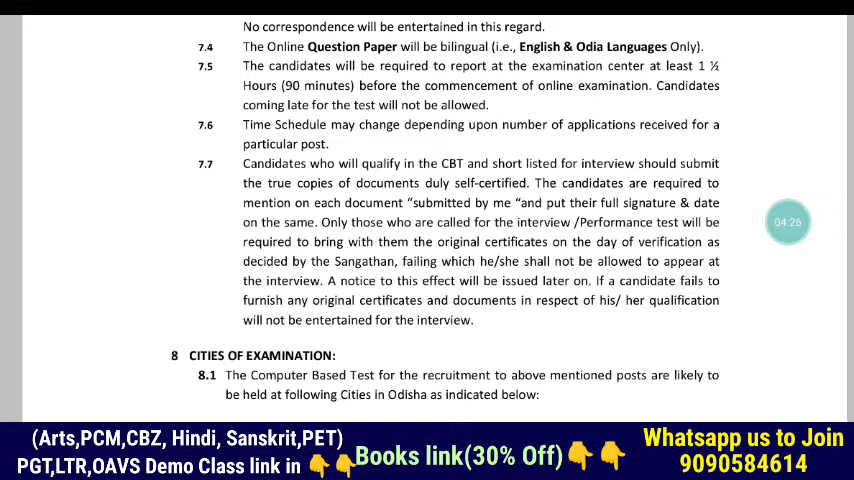 No correspondence will be entertained in this regard.
7.4 The Online Question Paper will be bilingual (i.e., English & Odia Languages Only).
7.5 The candidates will be required to report at the examination center at least 1 ½
Hours (90 minutes) before the commencement of online examination. Candidates
coming late for the test will not be allowed.
7.6 Time Schedule may change depending upon number of applications received for a
particular post.
7.7 Candidates who will qualify in the CBT and short listed for interview should submit
the true copies of documents duly self-certified. The candidates are required to
mention on each document “submitted by me “and put their full signature & date
on the same. Only those who are called for the interview /Performance test will be
required to bring with them the original certificates on the day of verification as
decided by the Sangathan, failing which he/she shall not be allowed to appear at
the interview. A notice to this effect will be issued later on. If a candidate fails to
furnish any original certificates and documents in respect of his/ her qualification
will not be entertained for the interview.
04:26
8 CITIES OF EXAMINATION:
8.1 The Computer Based Test for the recruitment to above mentioned posts are likely to
be held at following Cities in Odisha as indicated below:
(Arts,PCM,CBZ, Hindi, Sanskrit,PET)
PGT,LTR,OAVS Demo Class link in 👇 👇
Books link(30% Off)👇 👇
Whatsapp us to Join
9090584614